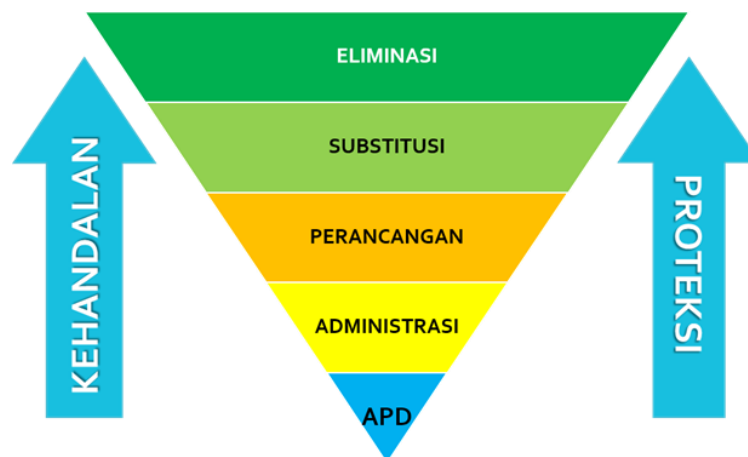 ELIMINASI
SUBSTITUSI
PERANCANGAN
ADMINISTRASI
APD
KEHANDALAN
PROTEKSI